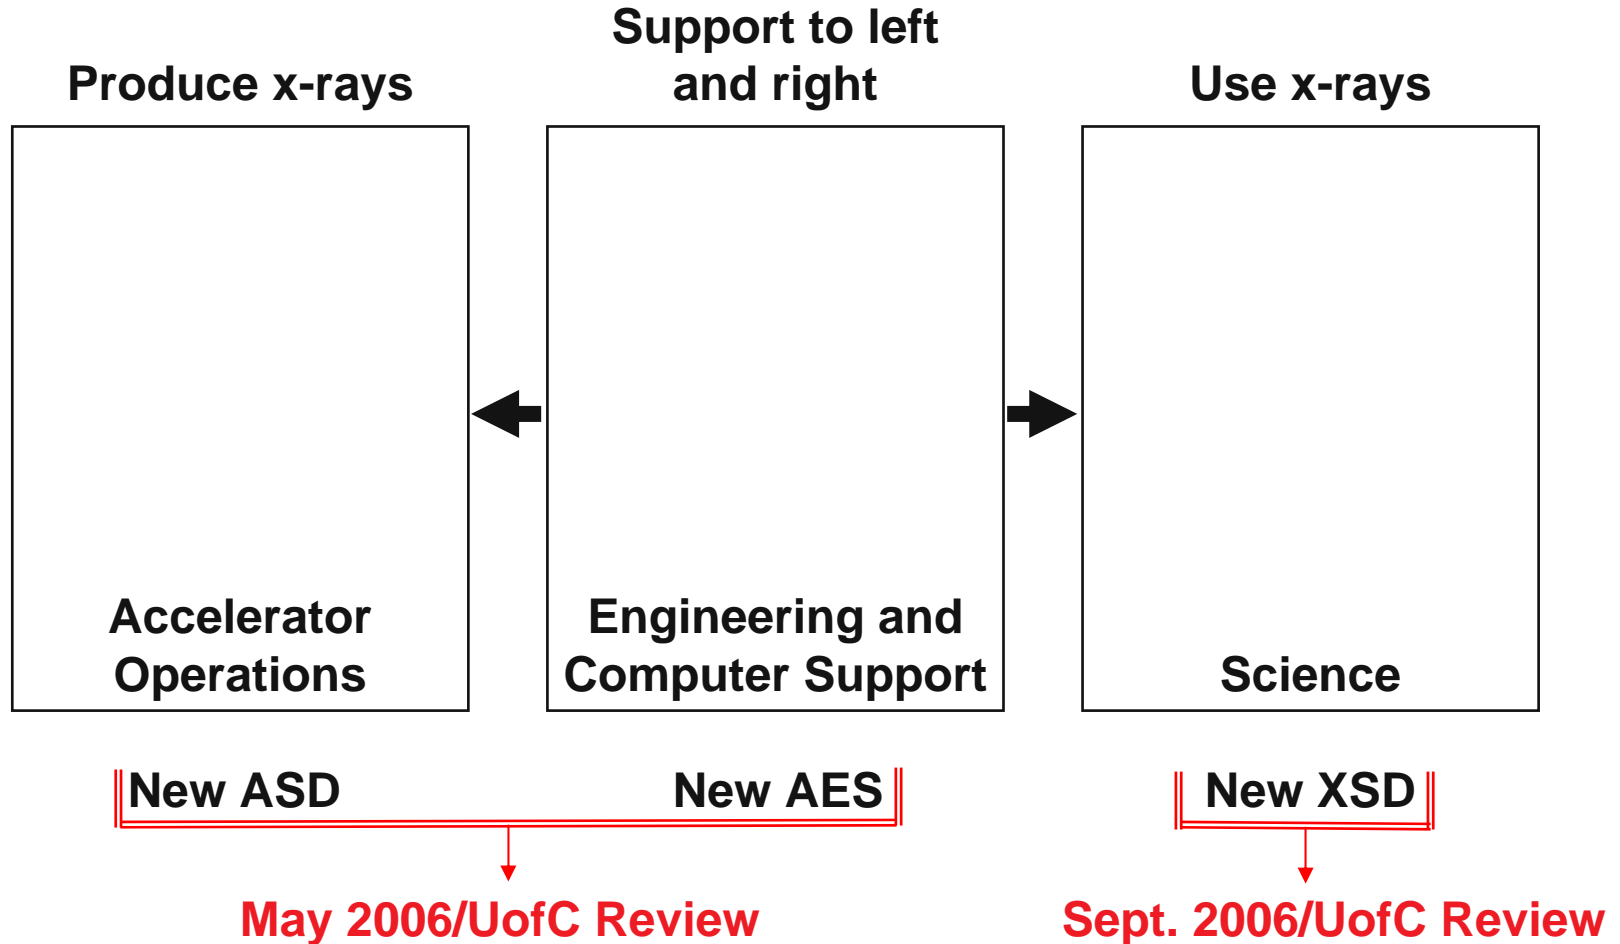 Produce x-rays
Support to left
and right
Use x-rays
Accelerator
Operations
Engineering and
Computer Support
Science
New ASD
New AES
New XSD
May 2006/UofC Review
Sept. 2006/UofC Review